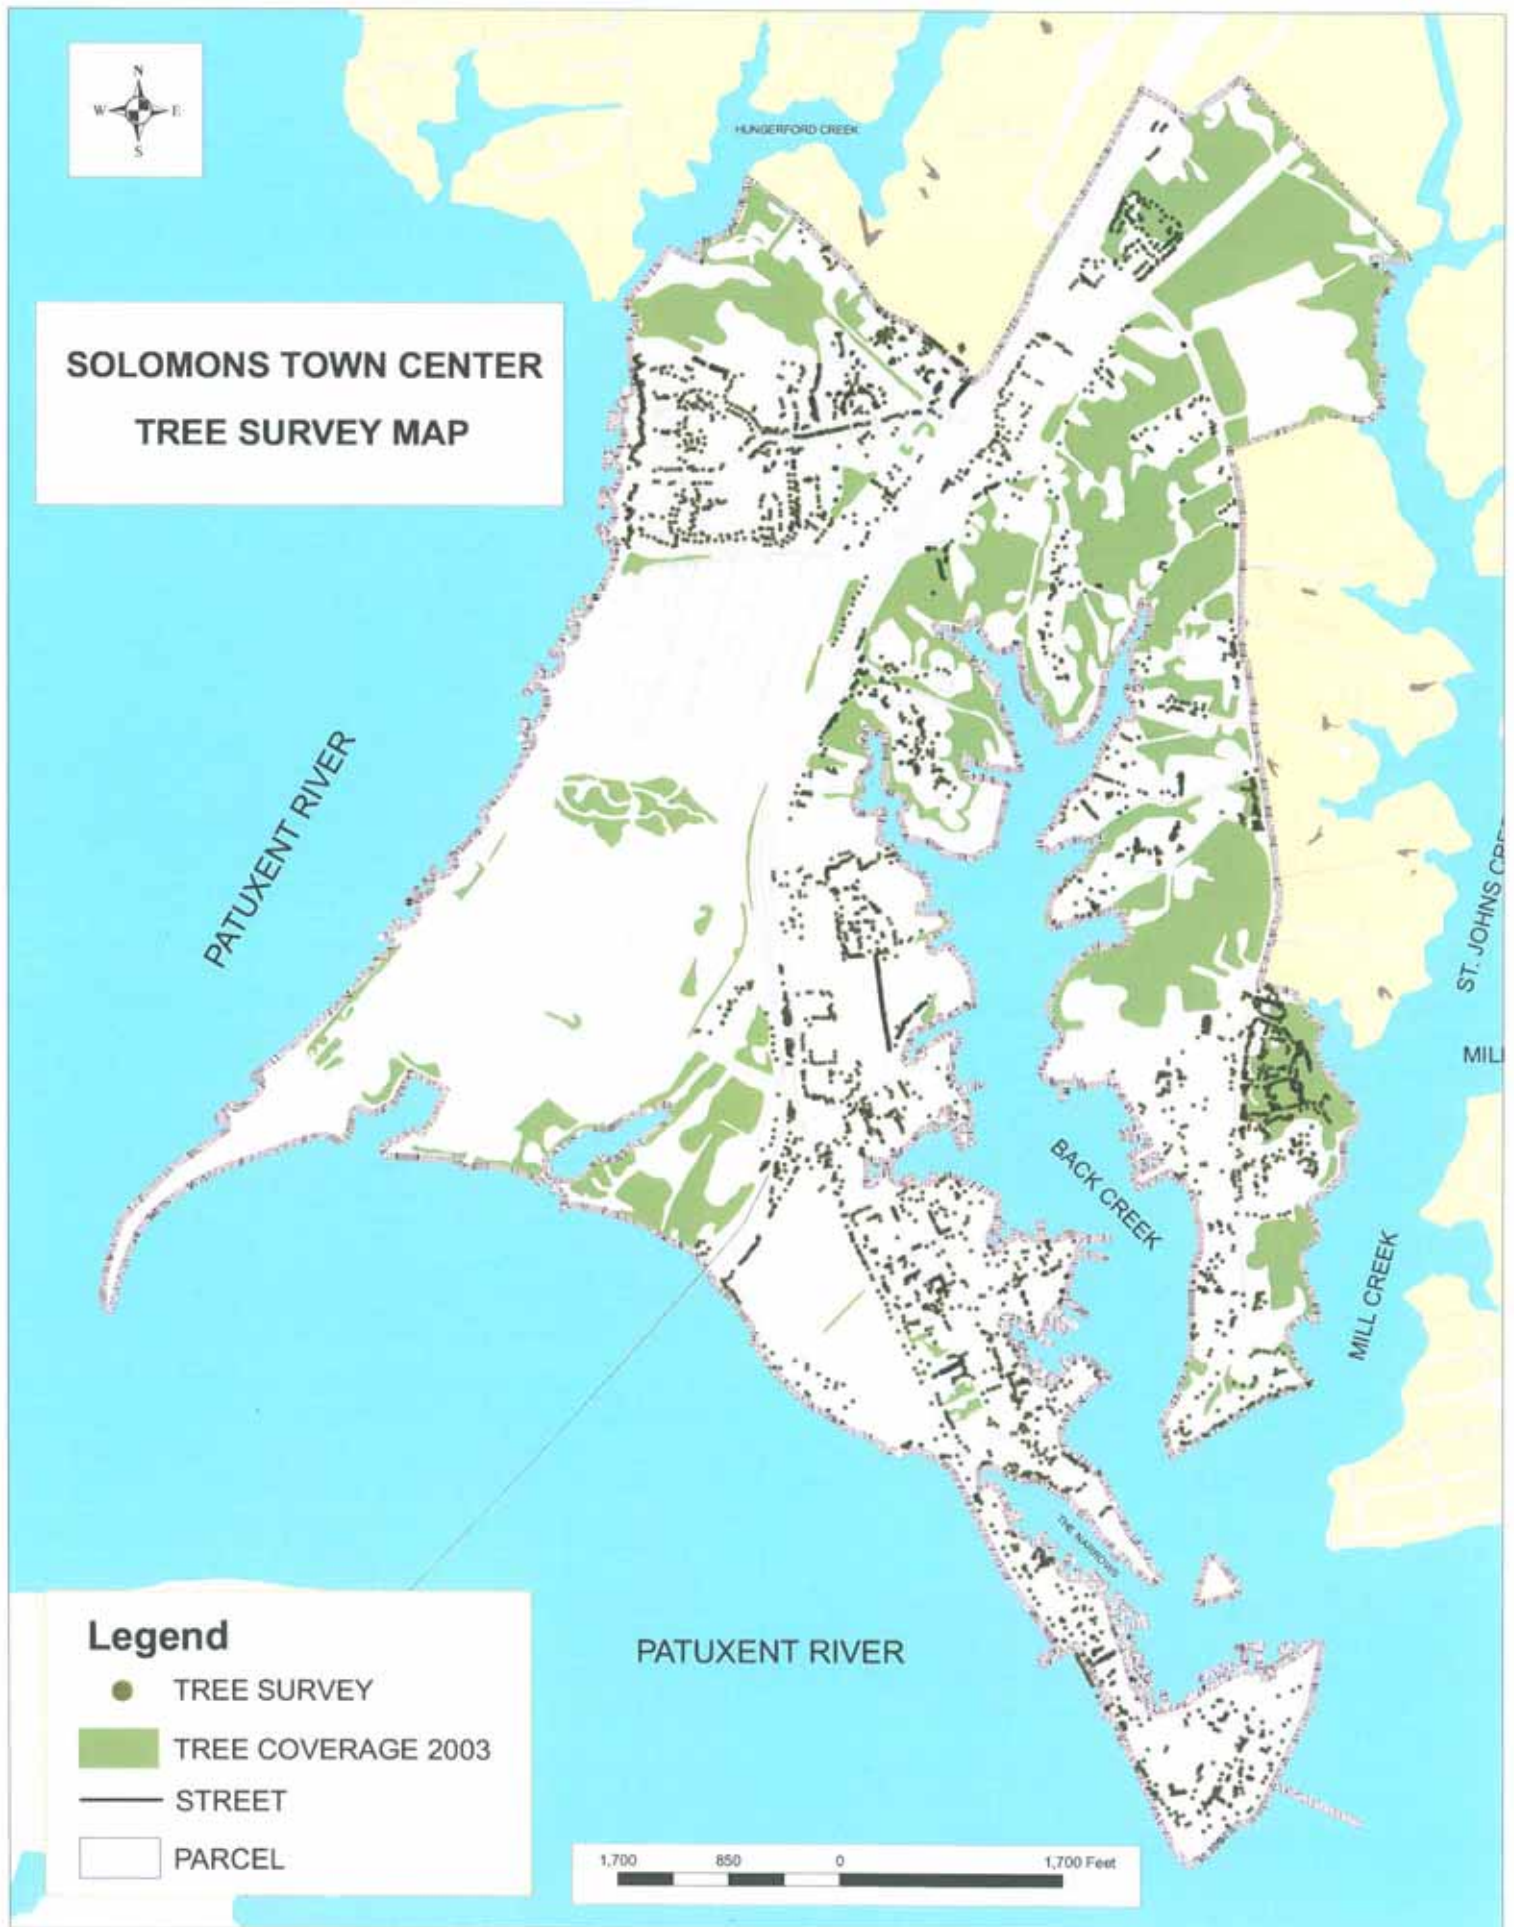 N
W E
S
HUNGERFORD CREEK
SOLOMONS TOWN CENTER
TREE SURVEY MAP
PATUXENT RIVER
ST. JOHNS CRE
MIL
BACK CREEK
MILL CREEK
THE NARROWS
PATUXENT RIVER
Legend
TREE SURVEY
TREE COVERAGE 2003
STREET
PARCEL
1,700 850 0 1,700 Feet